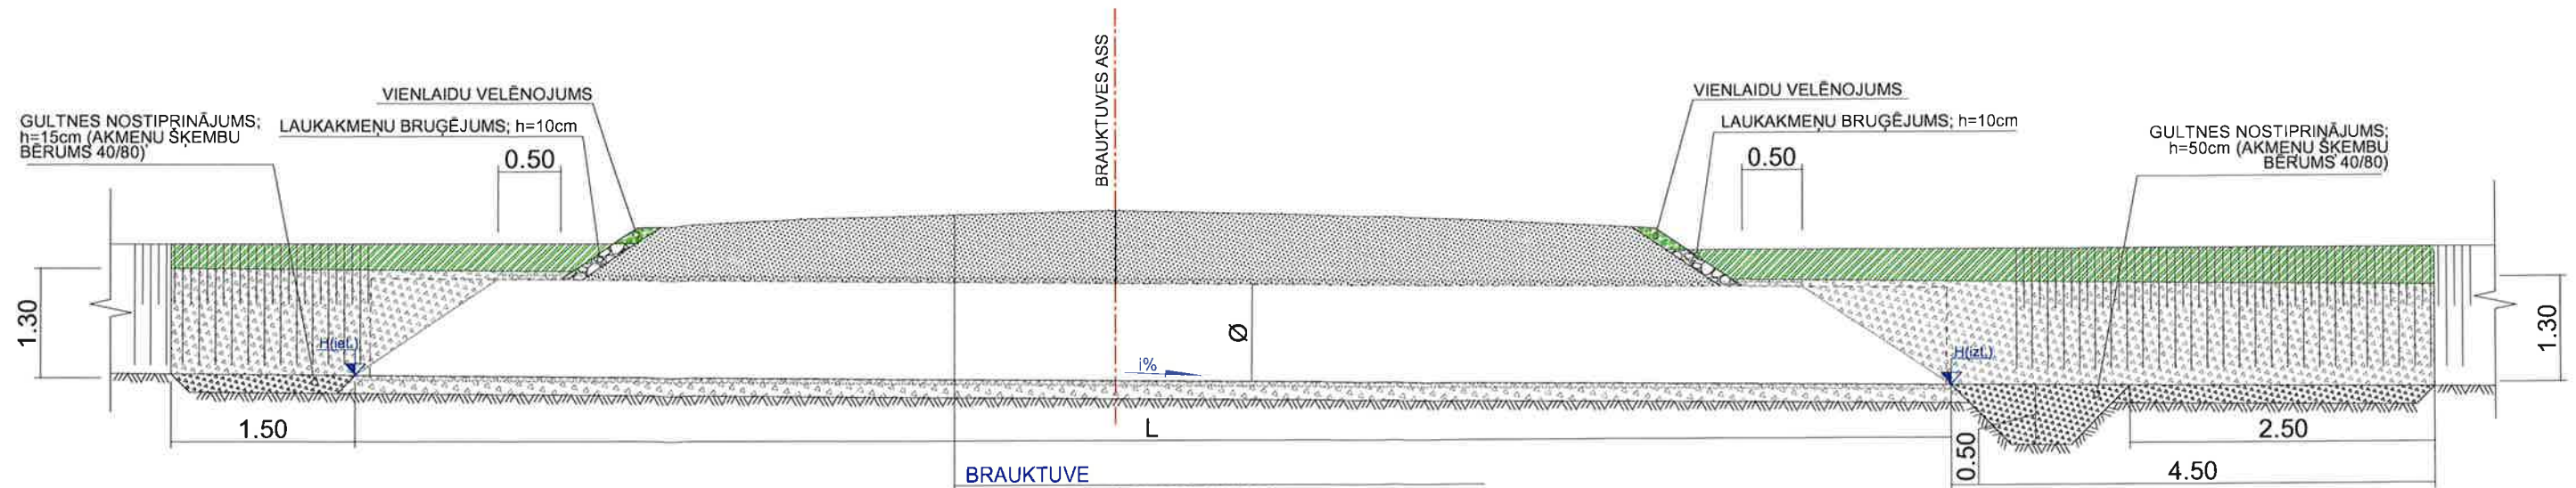 BRAUKTUVES ASS
VIENLAIDU VELĒNOJUMS
GULTNES NOSTIPRINĀJUMS;
h=15cm (AKMEŅU ŠĶEMBU
BĒRUMS 40/80)
LAUKAKMEŅU BRUĢĒJUMS; h=10cm
0.50
VIENLAIDU VELĒNOJUMS
LAUKAKMEŅU BRUĢĒJUMS; h=10cm
0.50
GULTNES NOSTIPRINĀJUMS;
h=50cm (AKMEŅU ŠĶEMBU
BĒRUMS 40/80)
1.30
H(iet.)
i%
Ø
H(izt.)
1.30
1.50
L
0.50
2.50
4.50
BRAUKTUVE